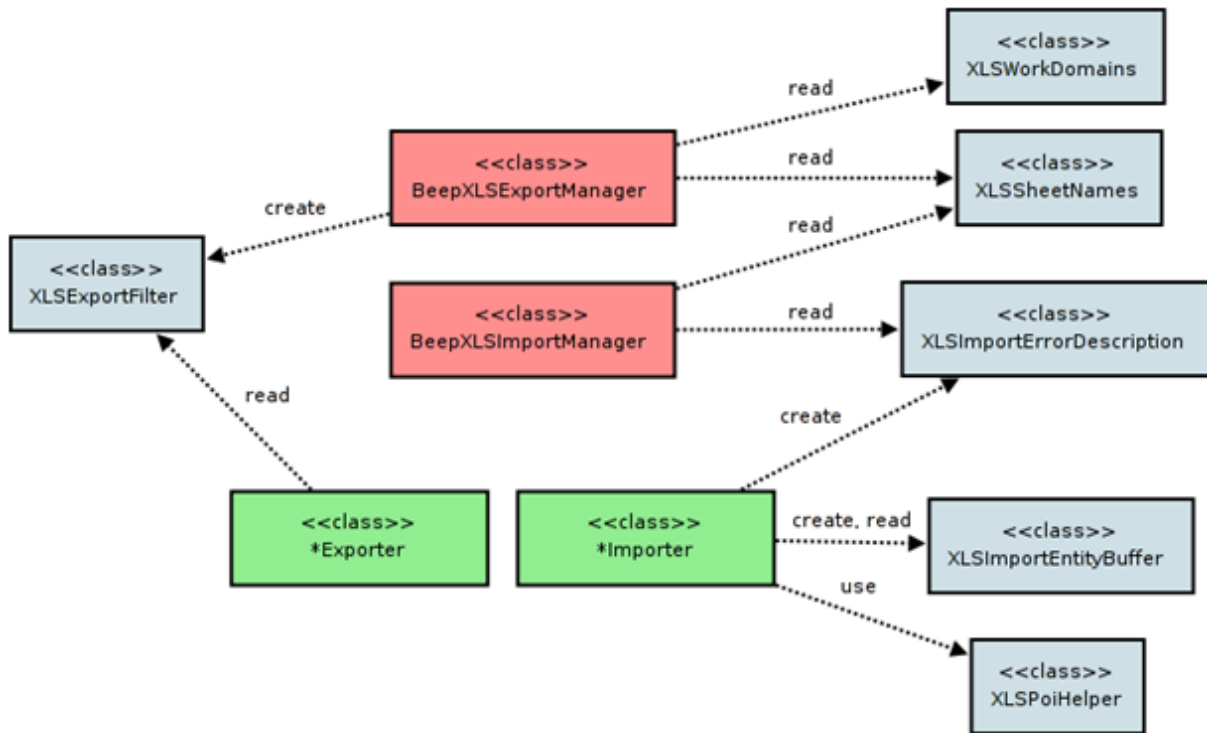 <<class>>
XLSWorkDomains
read
<<class>>
BeepXLSExportManager
read
<<class>>
XLSSheetNames
create
read
<<class>>
XLSExportFilter
<<class>>
BeepXLSImportManager
read
<<class>>
XLSImportErrorDescription
read
create
<<class>>
*Exporter
<<class>>
*Importer
create, read
<<class>>
XLSImportEntityBuffer
use
<<class>>
XLSPoiHelper